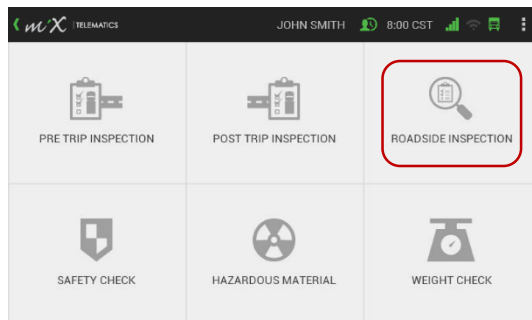 miX TELEMATICS JOHN SMITH 8:00 CST
PRE TRIP INSPECTION POST TRIP INSPECTION ROADSIDE INSPECTION
SAFETY CHECK HAZARDOUS MATERIAL WEIGHT CHECK